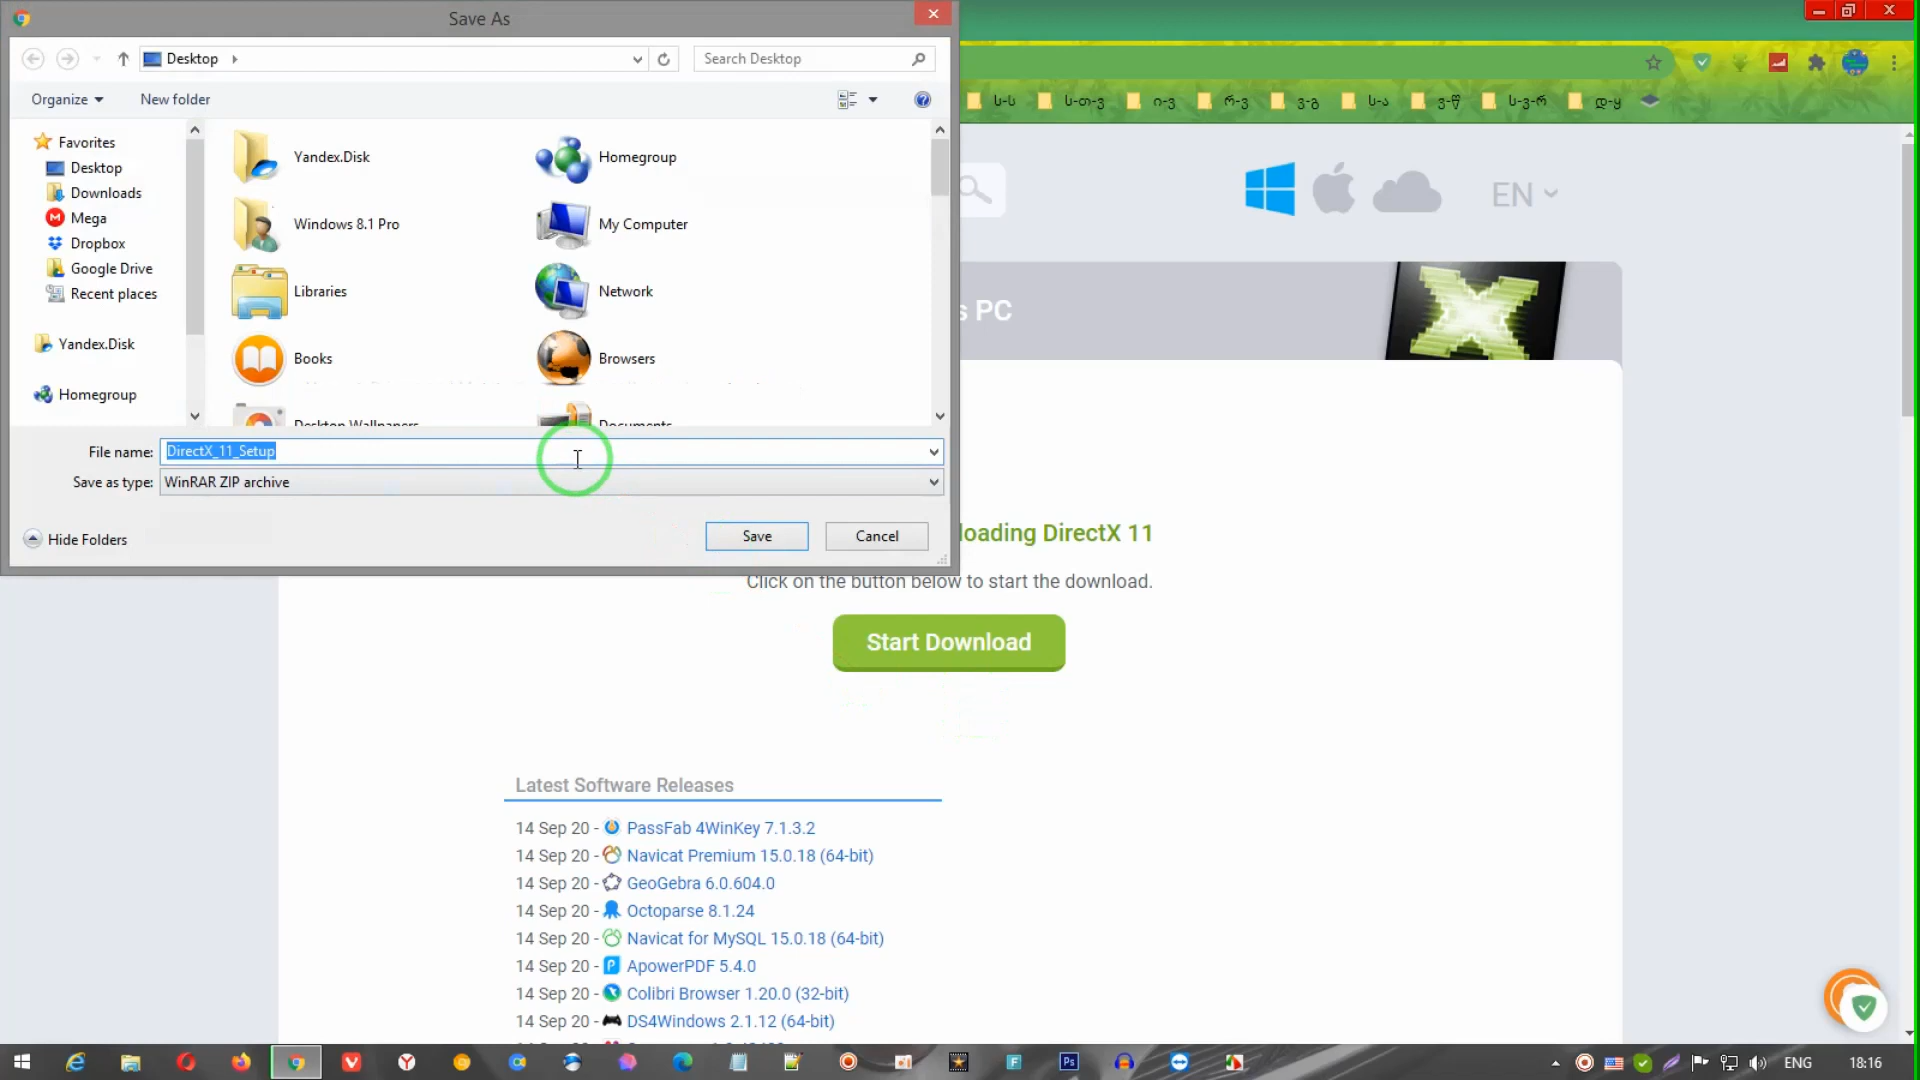 Save As
Desktop
Search Desktop
Organize
New folder
Favorites
Desktop
Downloads
Mega
Dropbox
Google Drive
Recent places
Yandex.Disk
Homegroup
Yandex.Disk
Homegroup
Windows 8.1 Pro
My Computer
Libraries
Network
Books
Browsers
Desktop Wallpapers
Documents
File name: DirectX_11_Setup
Save as type: WinRAR ZIP archive
Hide Folders
Save
Cancel
ს-ს
ს-თ-ვ
ი-ვ
რ-ვ
ვ-გ
ს-ა
ვ-წ
ს-ვ-რ
დ-ყ
EN
s PC
loading DirectX 11
Click on the button below to start the download.
Start Download
Latest Software Releases
14 Sep 20 - PassFab 4WinKey 7.1.3.2
14 Sep 20 - Navicat Premium 15.0.18 (64-bit)
14 Sep 20 - GeoGebra 6.0.604.0
14 Sep 20 - Octoparse 8.1.24
14 Sep 20 - Navicat for MySQL 15.0.18 (64-bit)
14 Sep 20 - ApowerPDF 5.4.0
14 Sep 20 - Colibri Browser 1.20.0 (32-bit)
14 Sep 20 - DS4Windows 2.1.12 (64-bit)
ENG
18:16